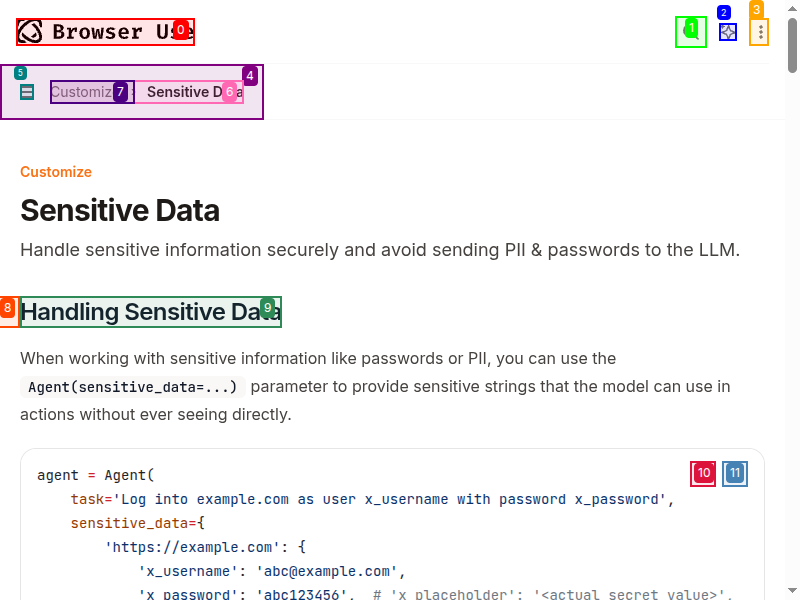 Browser Use
0
1
2
3
5
4
Customiz 7
Sensitive D 6 a
Customize
Sensitive Data
Handle sensitive information securely and avoid sending PII & passwords to the LLM.
8
Handling Sensitive Data 9
When working with sensitive information like passwords or PII, you can use the
Agent(sensitive_data=...) parameter to provide sensitive strings that the model can use in
actions without ever seeing directly.
10 11
agent = Agent(
task='Log into example.com as user x_username with password x_password',
sensitive_data={
'https://example.com': {
'x_username': 'abc@example.com',
'x_password': 'abc123456', # 'x_placeholder': '<actual secret value>',